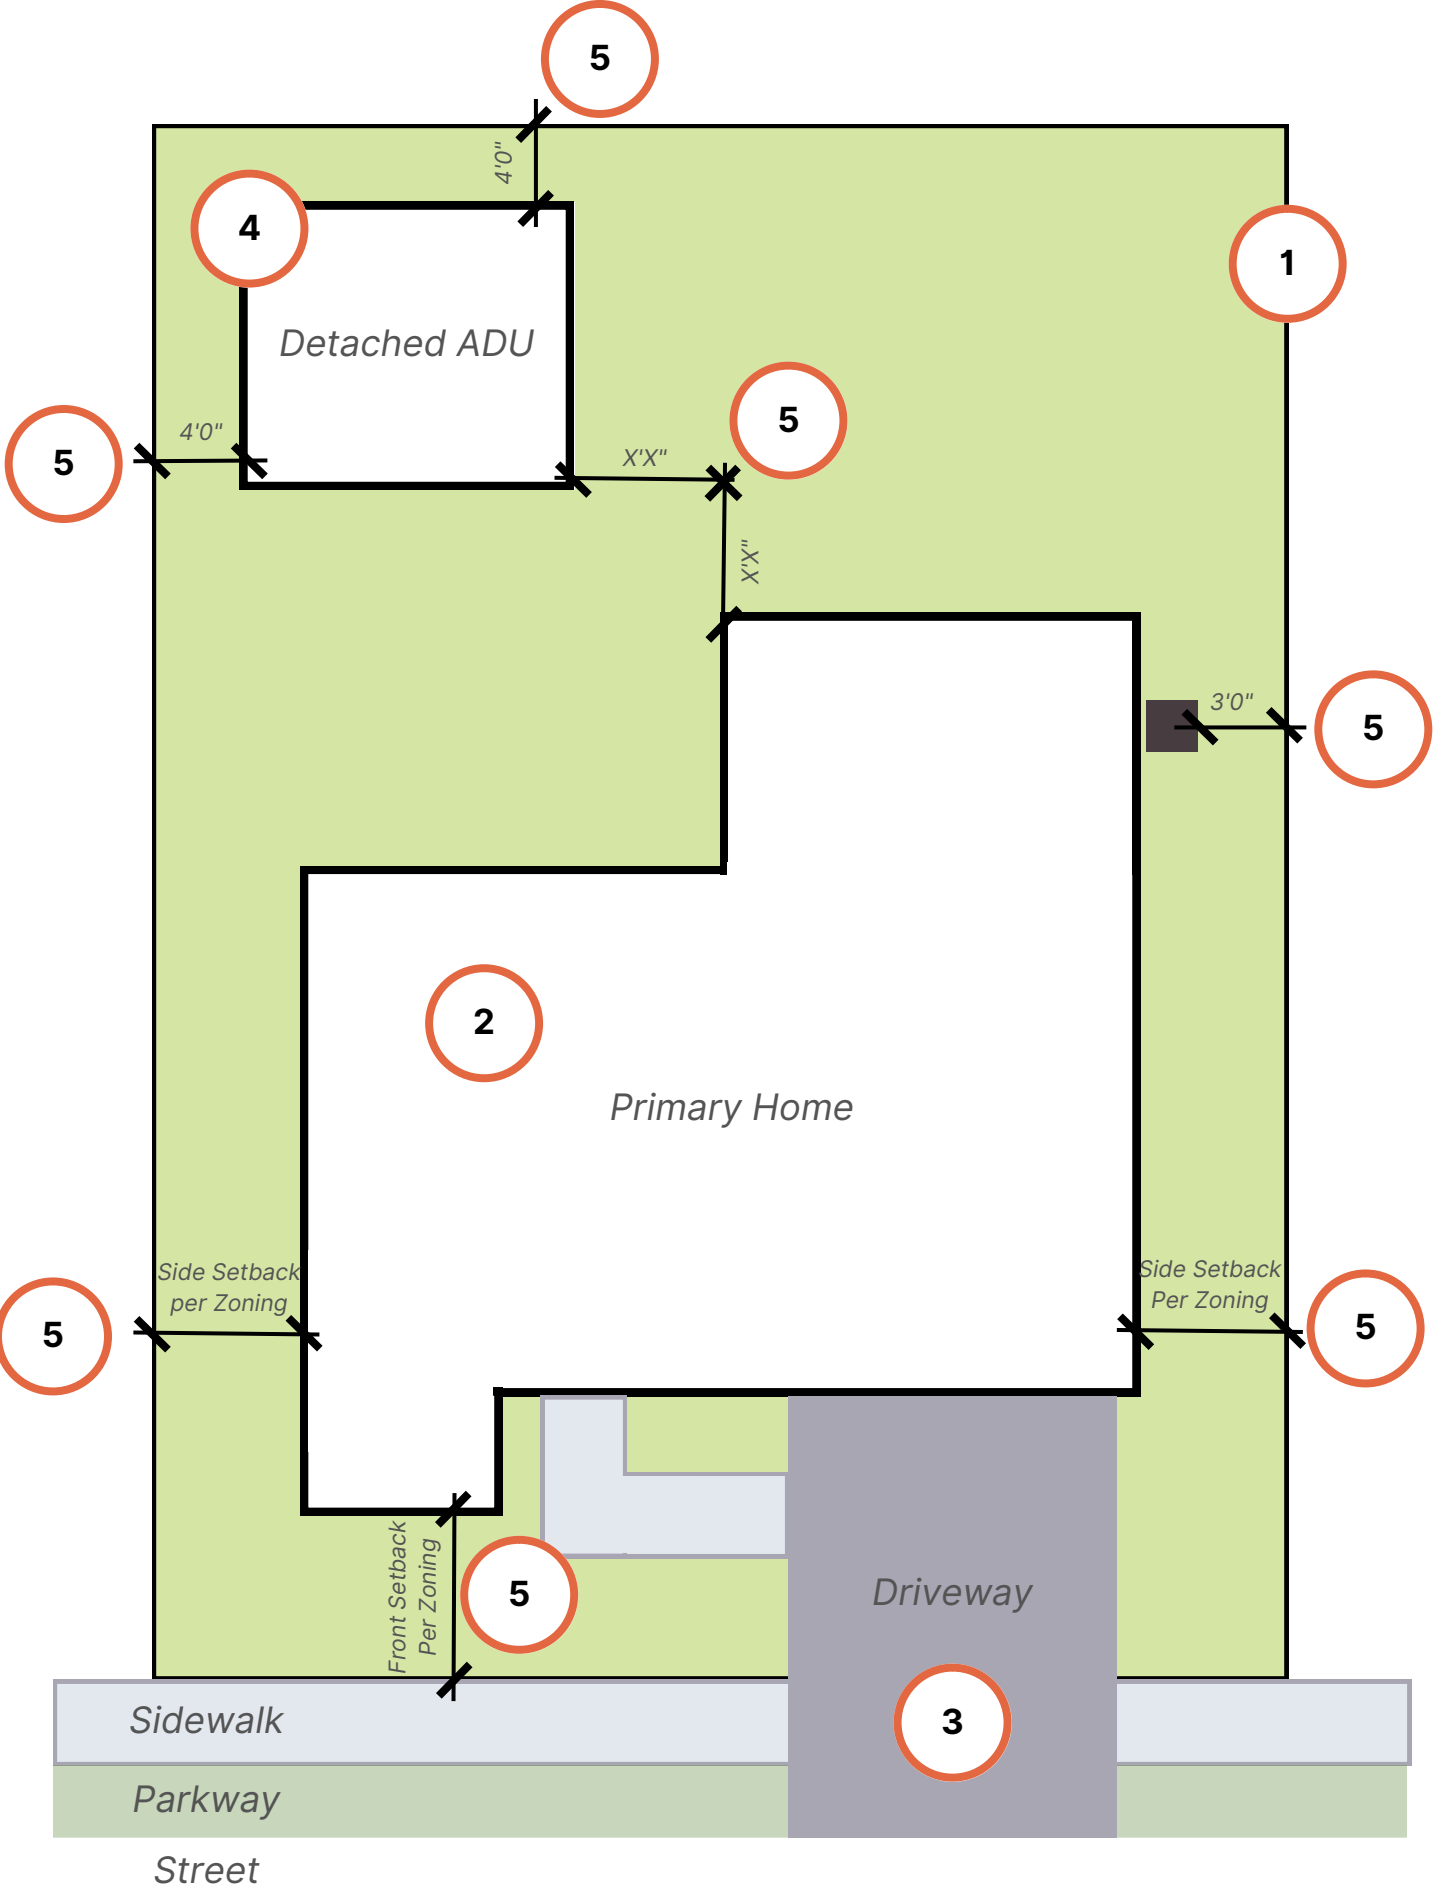 5
4'0"
4
1
Detached ADU
5
4'0"
5
X'X"
X'X"
3'0"
5
2
Primary Home
Side Setback
per Zoning
5
Side Setback
Per Zoning
5
Front Setback
Per Zoning
5
Driveway
3
Sidewalk
Parkway
Street